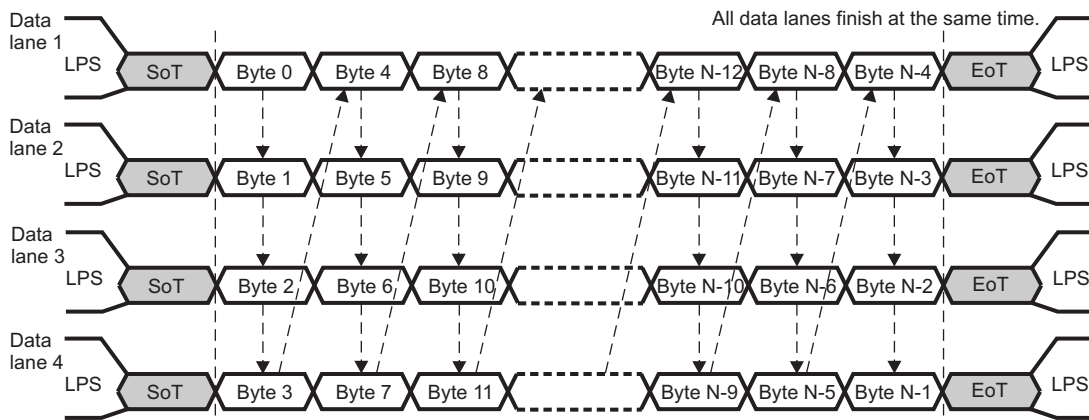 All data lanes finish at the same time.
Data
lane 1
LPS
SoT
Byte 0
Byte 4
Byte 8
Byte N-12
Byte N-8
Byte N-4
EoT
LPS
Data
lane 2
LPS
SoT
Byte 1
Byte 5
Byte 9
Byte N-11
Byte N-7
Byte N-3
EoT
LPS
Data
lane 3
LPS
SoT
Byte 2
Byte 6
Byte 10
Byte N-10
Byte N-6
Byte N-2
EoT
LPS
Data
lane 4
LPS
SoT
Byte 3
Byte 7
Byte 11
Byte N-9
Byte N-5
Byte N-1
EoT
LPS